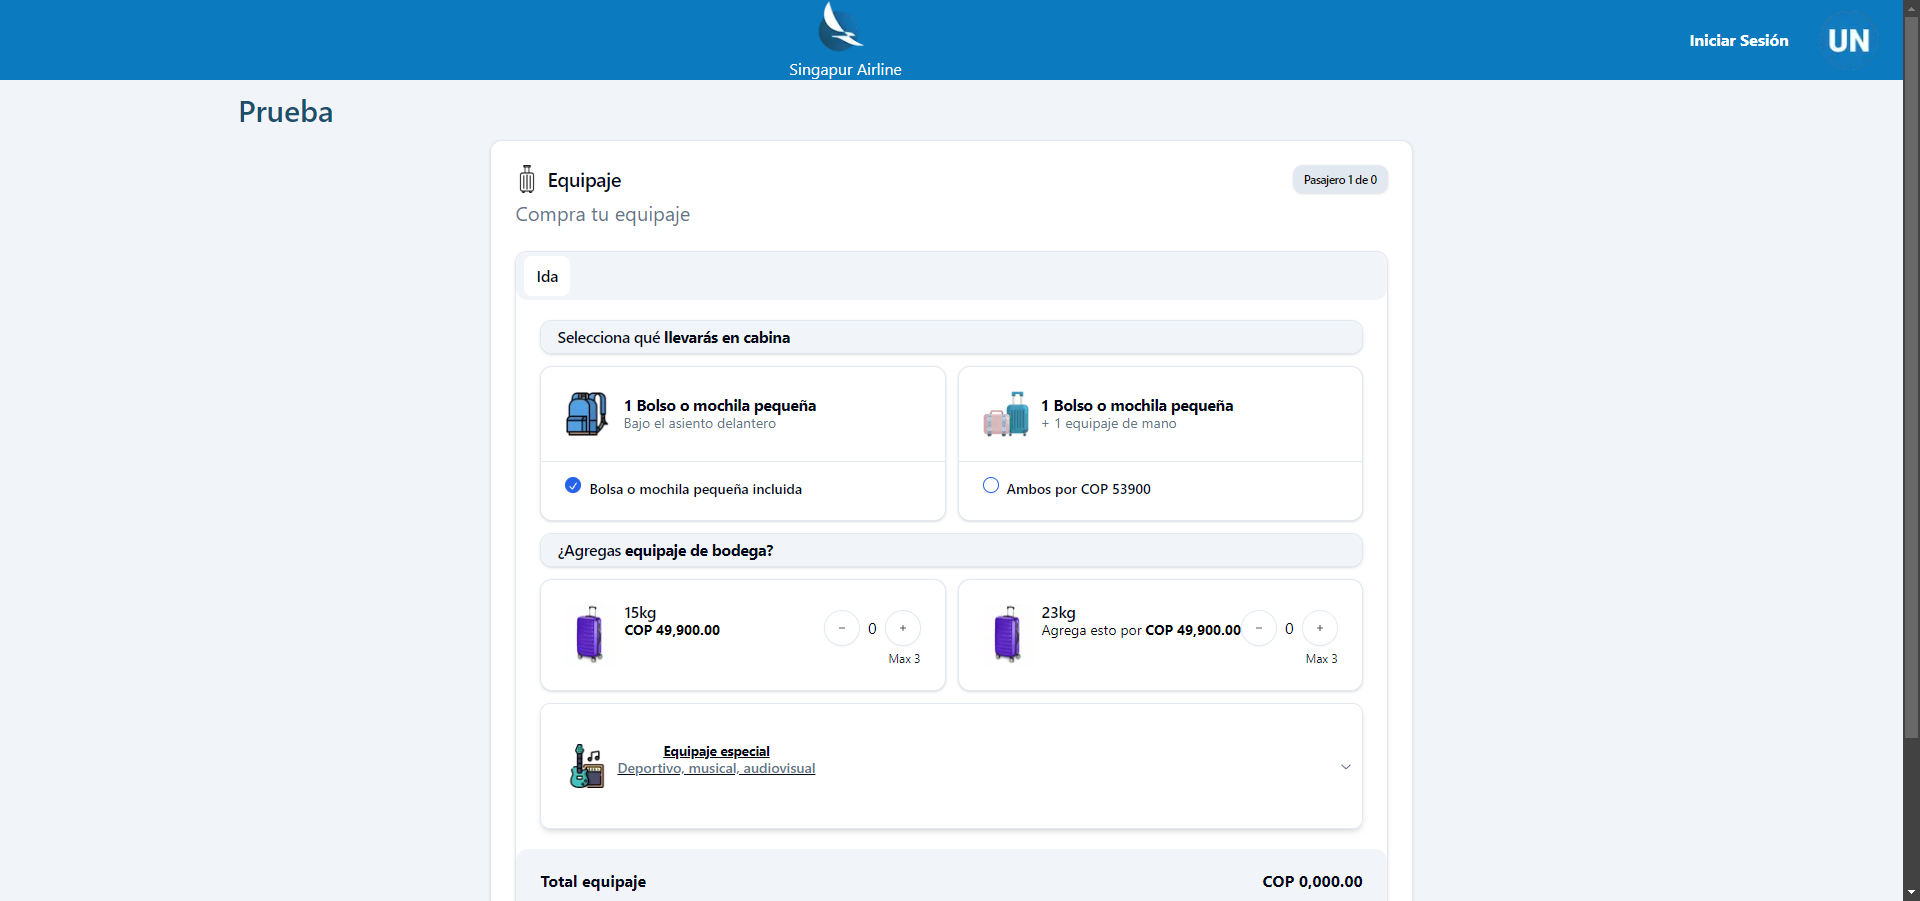 Singapur Airline
Iniciar Sesión
UN
Prueba
Equipaje
Pasajero 1 de 0
Compra tu equipaje
Ida
Selecciona qué llevarás en cabina
1 Bolso o mochila pequeña
Bajo el asiento delantero
Bolsa o mochila pequeña incluida
1 Bolso o mochila pequeña
+ 1 equipaje de mano
Ambos por COP 53900
¿Agregas equipaje de bodega?
15kg
COP 49,900.00
- 0 +
Max 3
23kg
Agrega esto por COP 49,900.00
- 0 +
Max 3
Equipaje especial
Deportivo, musical, audiovisual
Total equipaje
COP 0,000.00